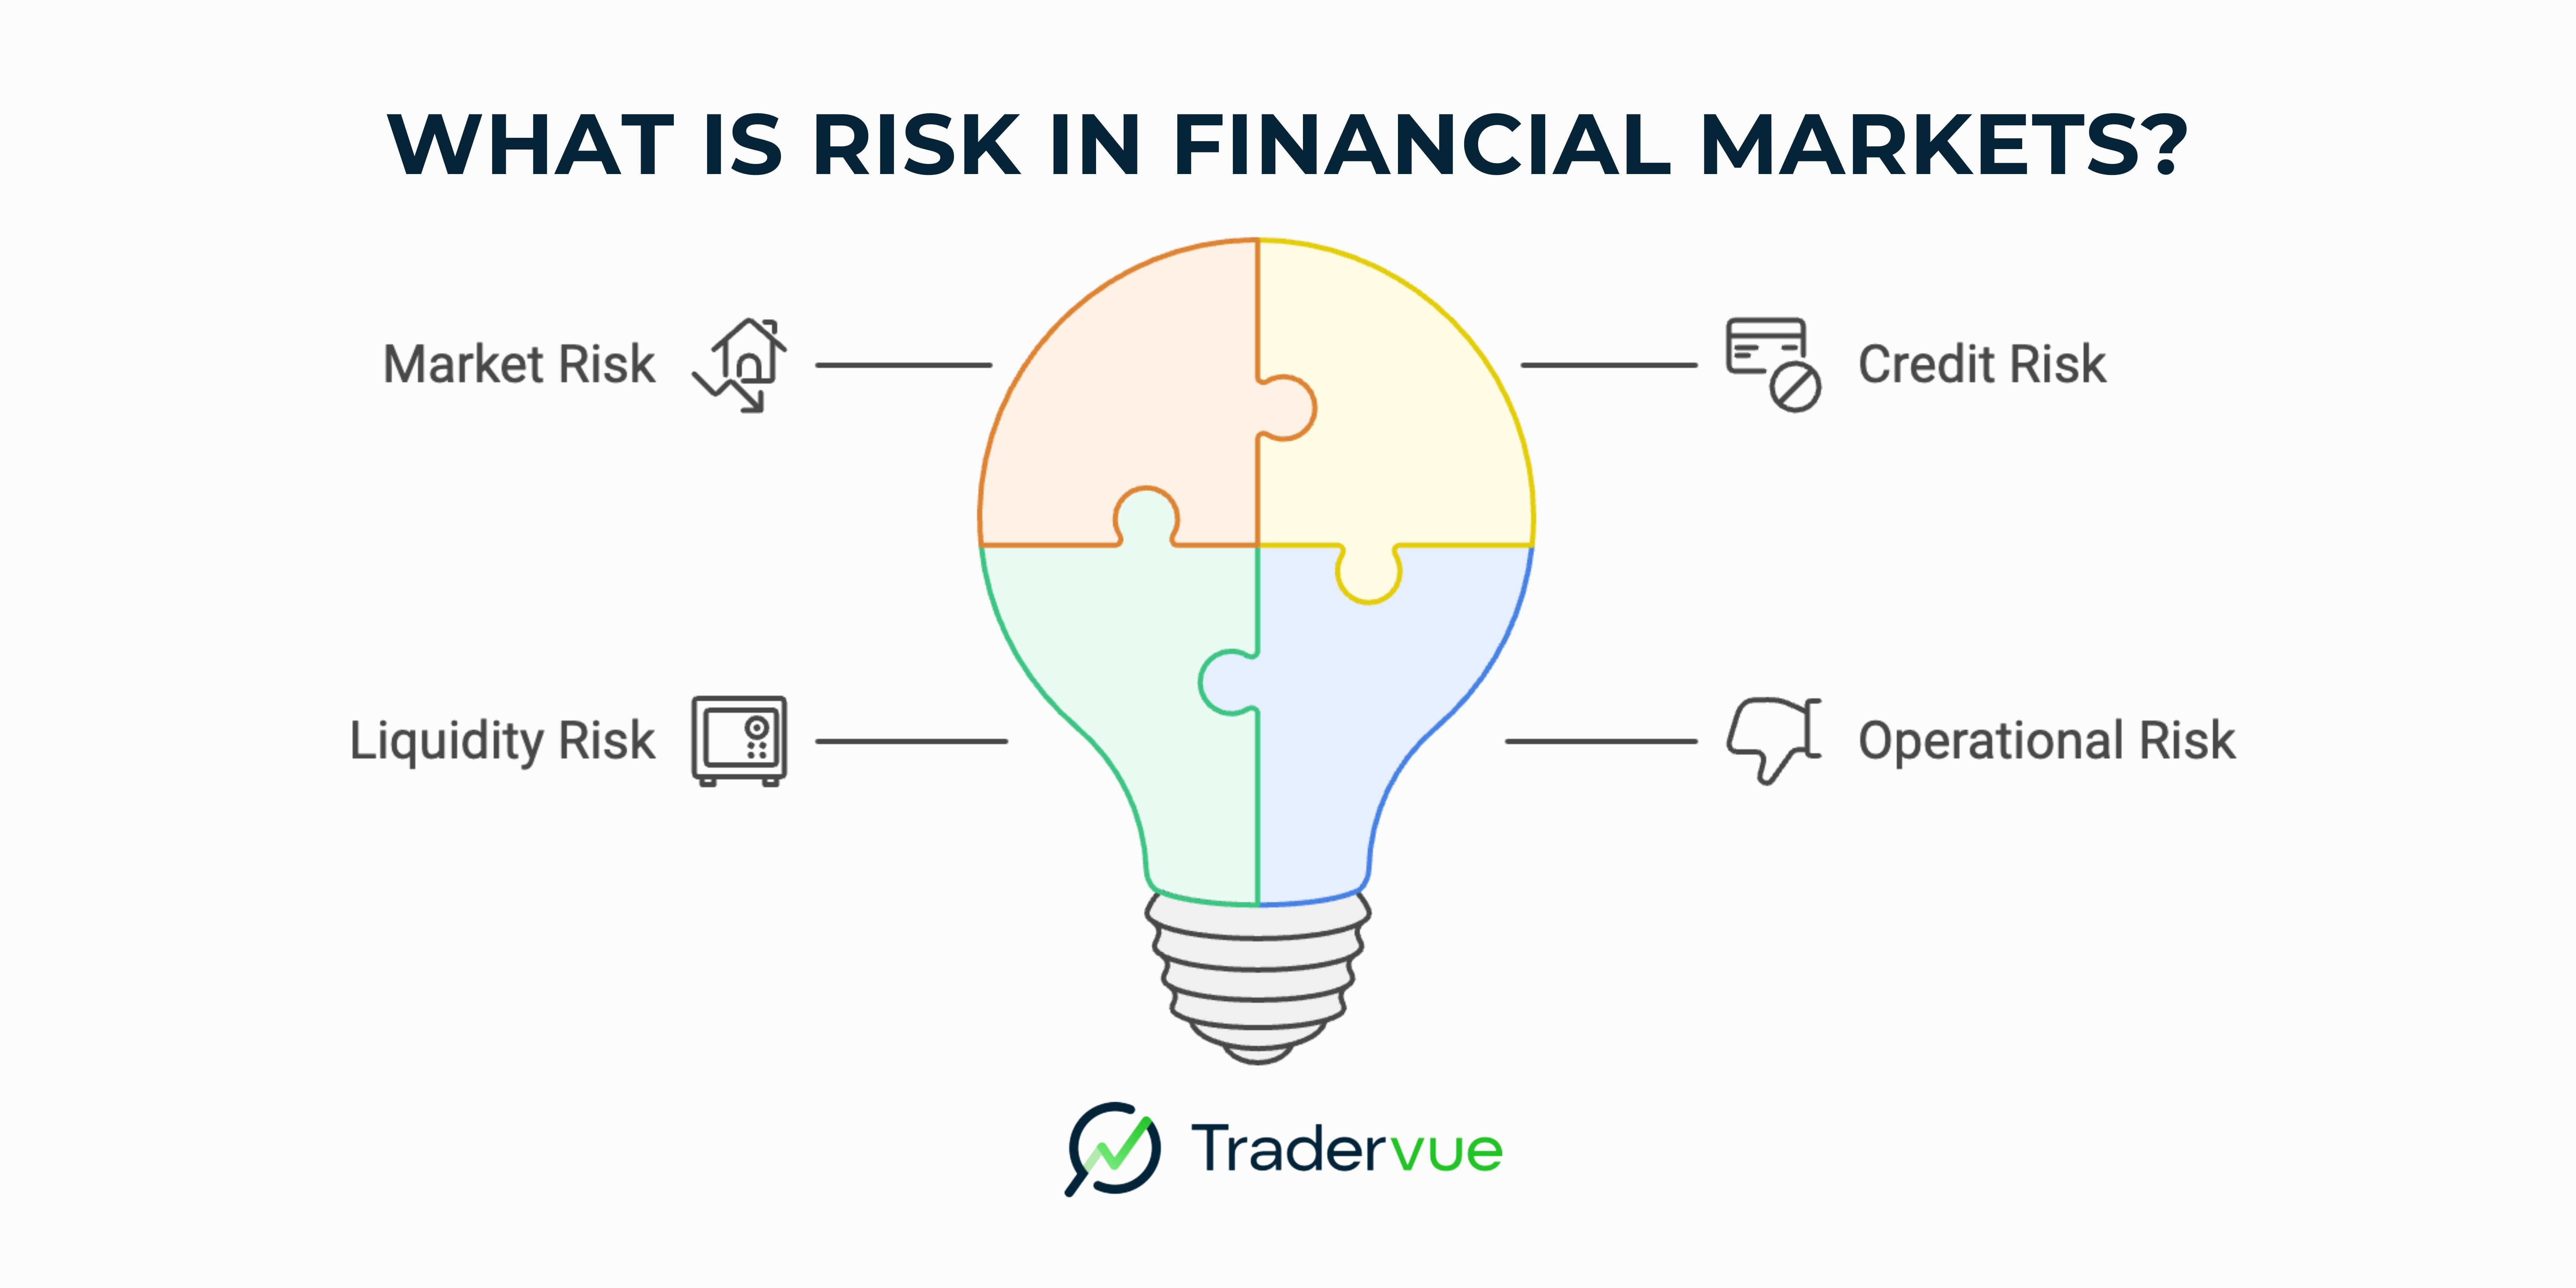 WHAT IS RISK IN FINANCIAL MARKETS?
Market Risk
Credit Risk
Liquidity Risk
Operational Risk
Tradervue